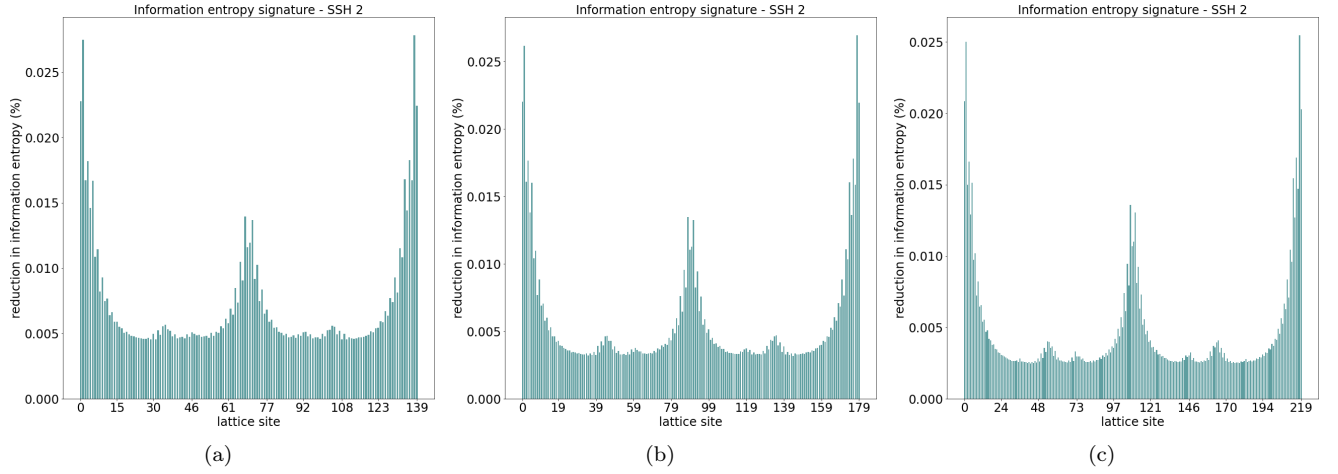 Information entropy signature - SSH 2
reduction in information entropy (%)
0.025
0.020
0.015
0.010
0.005
0.000
0 15 30 46 61 77 92 108 123 139
lattice site
(a)
Information entropy signature - SSH 2
reduction in information entropy (%)
0.025
0.020
0.015
0.010
0.005
0.000
0 19 39 59 79 99 119 139 159 179
lattice site
(b)
Information entropy signature - SSH 2
reduction in information entropy (%)
0.025
0.020
0.015
0.010
0.005
0.000
0 24 48 73 97 121 146 170 194 219
lattice site
(c)